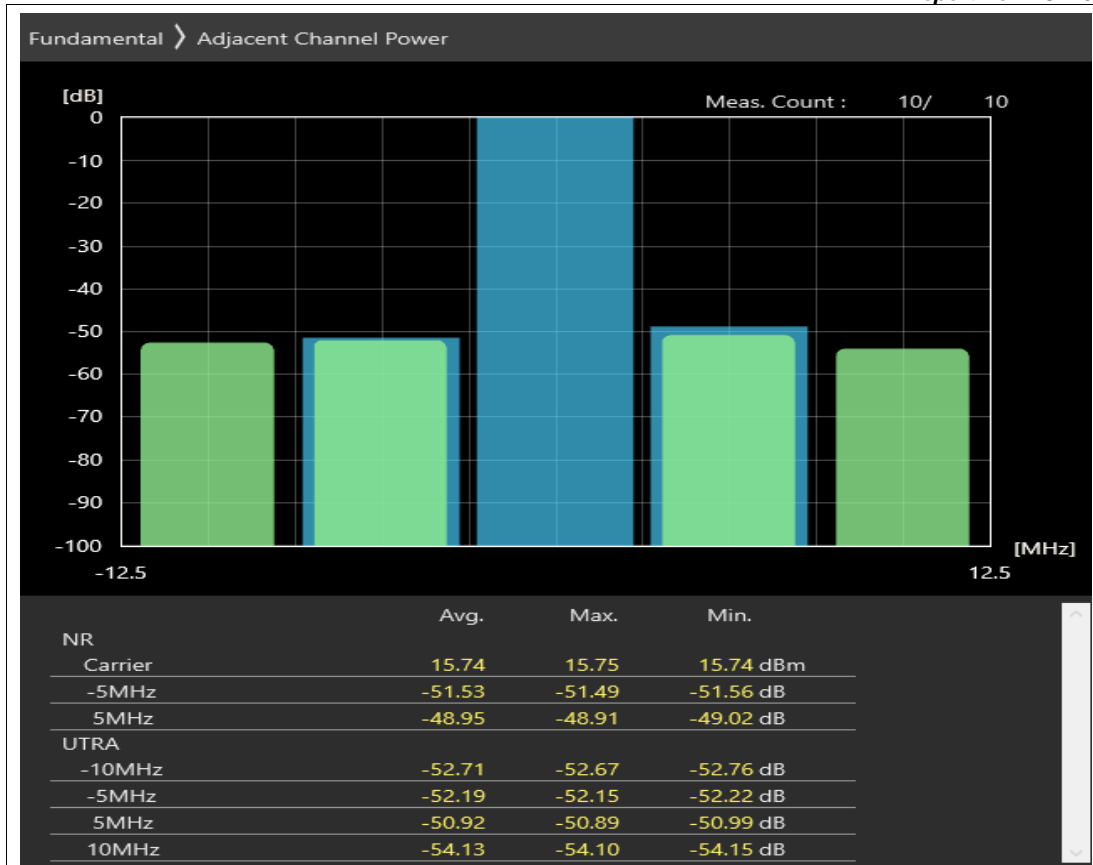 Fundamental ❯ Adjacent Channel Power
[dB]
Meas. Count : 10/ 10
0
-10
-20
-30
-40
-50
-60
-70
-80
-90
-100
[MHz]
-12.5 12.5
Avg. Max. Min.
NR
Carrier 15.74 15.75 15.74 dBm
-5MHz -51.53 -51.49 -51.56 dB
5MHz -48.95 -48.91 -49.02 dB
UTRA
-10MHz -52.71 -52.67 -52.76 dB
-5MHz -52.19 -52.15 -52.22 dB
5MHz -50.92 -50.89 -50.99 dB
10MHz -54.13 -54.10 -54.15 dB